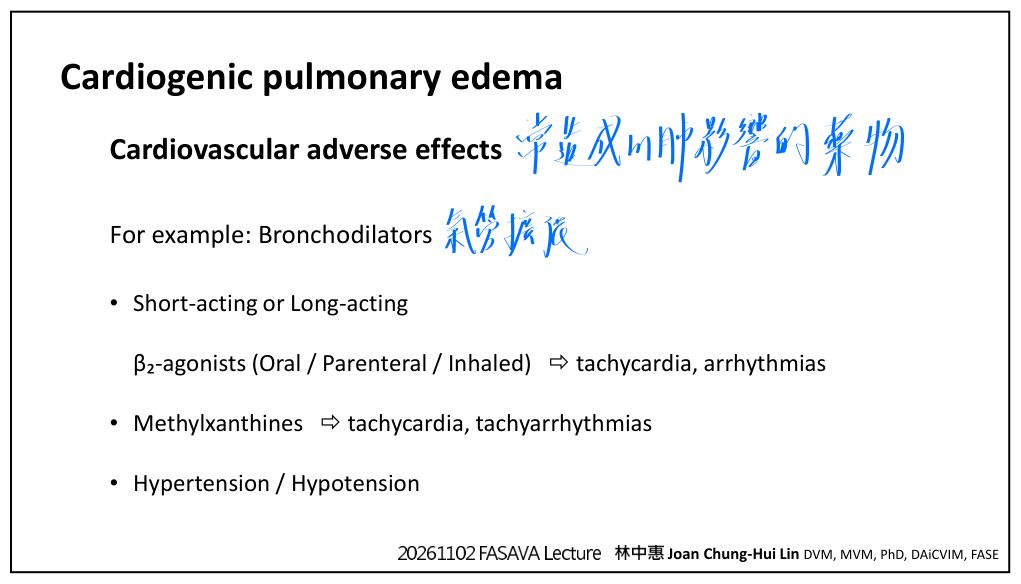 Cardiogenic pulmonary edema
Cardiovascular adverse effects 常造成心肺影響的藥物
For example: Bronchodilators 氣管擴張
• Short-acting or Long-acting
β₂-agonists (Oral / Parenteral / Inhaled) ⇨ tachycardia, arrhythmias
• Methylxanthines ⇨ tachycardia, tachyarrhythmias
• Hypertension / Hypotension
20261102 FASAVA Lecture 林中惠 Joan Chung-Hui Lin DVM, MVM, PhD, DAiCVIM, FASE